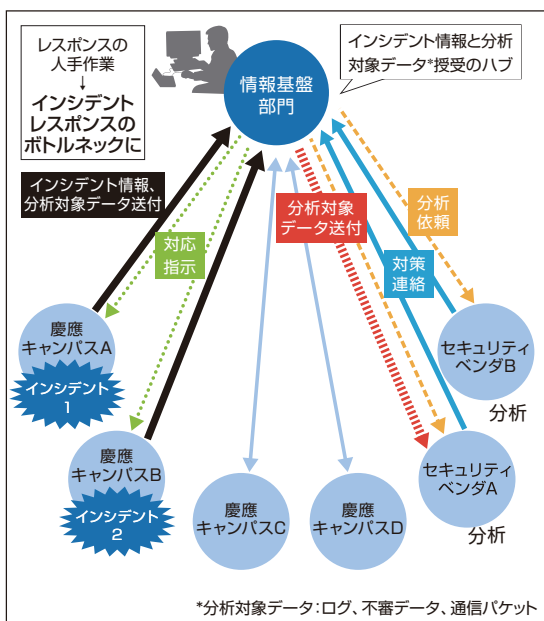 レスポンスの
人手作業
↓
インシデント
レスポンスの
ボトルネックに
情報基盤
部門
インシデント情報と分析
対象データ*授受のハブ
インシデント情報、
分析対象データ送付
対応
指示
分析対象
データ送付
分析
依頼
対策
連絡
慶應
キャンパスA
インシデント
1
慶應
キャンパスB
インシデント
2
慶應
キャンパスC
慶應
キャンパスD
セキュリティ
ベンダB
分析
セキュリティ
ベンダA
分析
*分析対象データ：ログ、不審データ、通信パケット